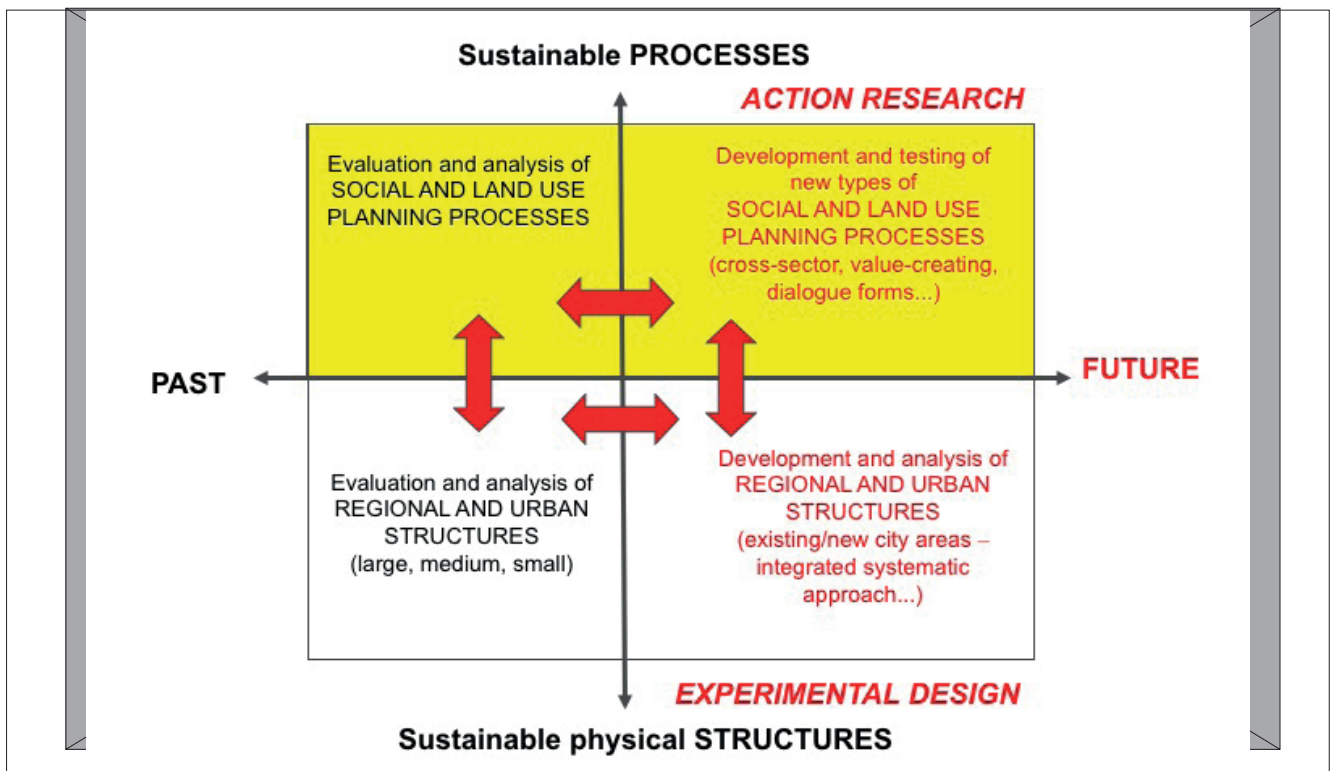 Sustainable PROCESSES
ACTION RESEARCH
Evaluation and analysis of
SOCIAL AND LAND USE
PLANNING PROCESSES
Development and testing of
new types of
SOCIAL AND LAND USE
PLANNING PROCESSES
(cross-sector, value-creating,
dialogue forms...)
PAST
FUTURE
Evaluation and analysis of
REGIONAL AND URBAN
STRUCTURES
(large, medium, small)
Development and analysis of
REGIONAL AND URBAN
STRUCTURES
(existing/new city areas –
integrated systematic
approach...)
EXPERIMENTAL DESIGN
Sustainable physical STRUCTURES